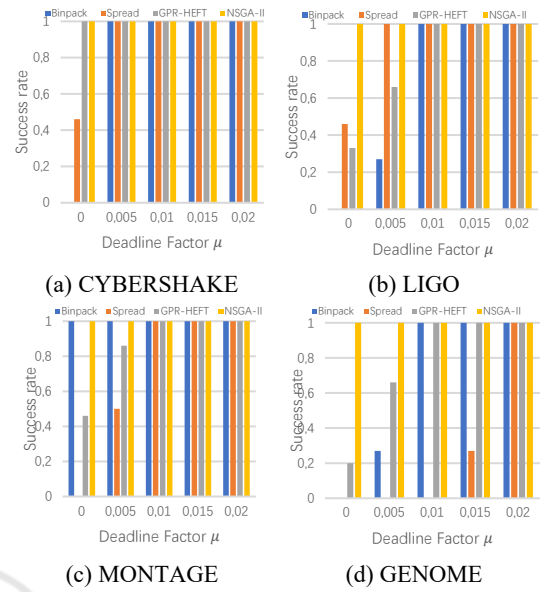 Binpack Spread GPR-HEFT NSGA-II
1
0,8
0,6
0,4
0,2
0
Success rate
0 0,005 0,01 0,015 0,02
Deadline Factor μ
(a) CYBERSHAKE
Binpack Spread GPR-HEFT NSGA-II
1
0,8
0,6
0,4
0,2
0
Success rate
0 0,005 0,01 0,015 0,02
Deadline Factor μ
(b) LIGO
Binpack Spread GPR-HEFT NSGA-II
1
0,8
0,6
0,4
0,2
0
Success rate
0 0,005 0,01 0,015 0,02
Deadline Factor μ
(c) MONTAGE
Binpack Spread GPR-HEFT NSGA-II
1
0,8
0,6
0,4
0,2
0
Success rate
0 0,005 0,01 0,015 0,02
Deadline Factor μ
(d) GENOME